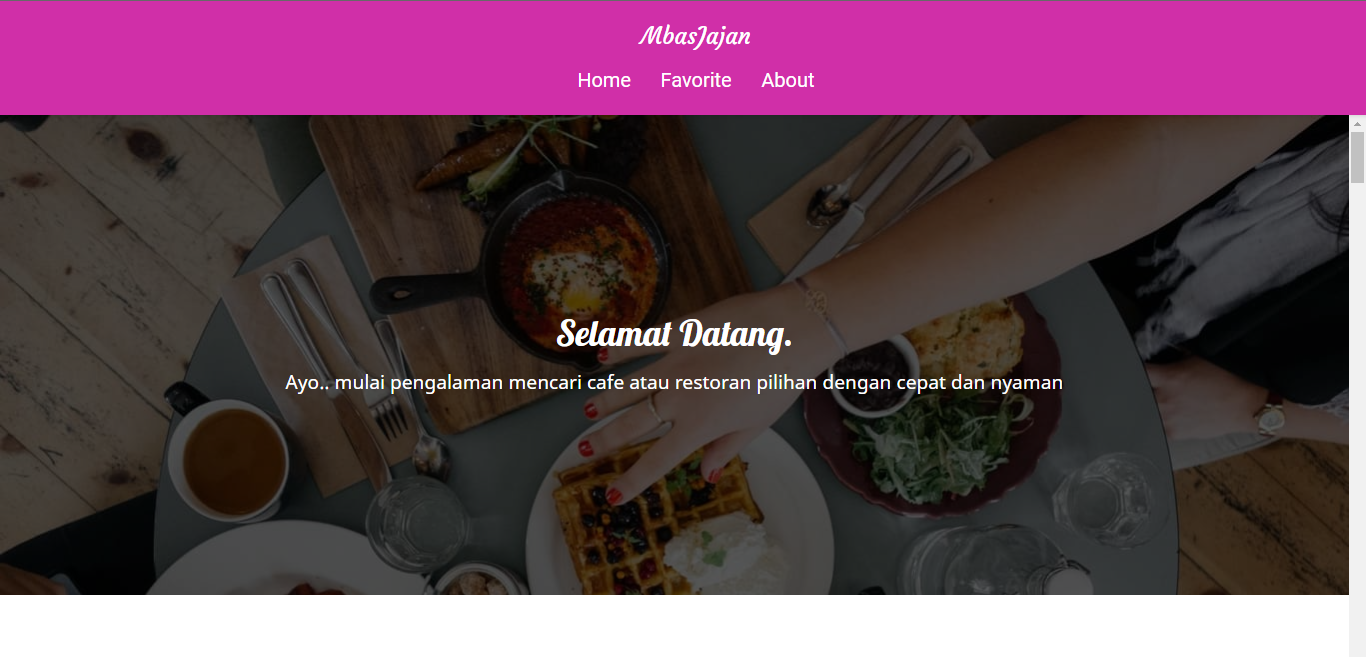 MbasJajan
Home Favorite About
Selamat Datang.
Ayo.. mulai pengalaman mencari cafe atau restoran pilihan dengan cepat dan nyaman